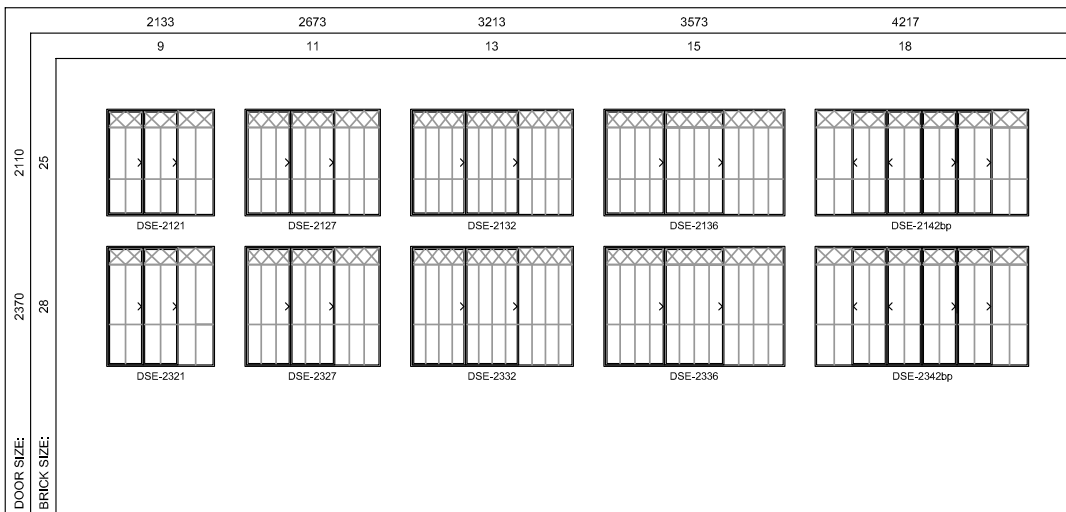 2133 2673 3213 3573 4217
9 11 13 15 18
2110 25
DSE-2121 DSE-2127 DSE-2132 DSE-2136 DSE-2142bp
2370 28
DSE-2321 DSE-2327 DSE-2332 DSE-2336 DSE-2342bp
DOOR SIZE:
BRICK SIZE: